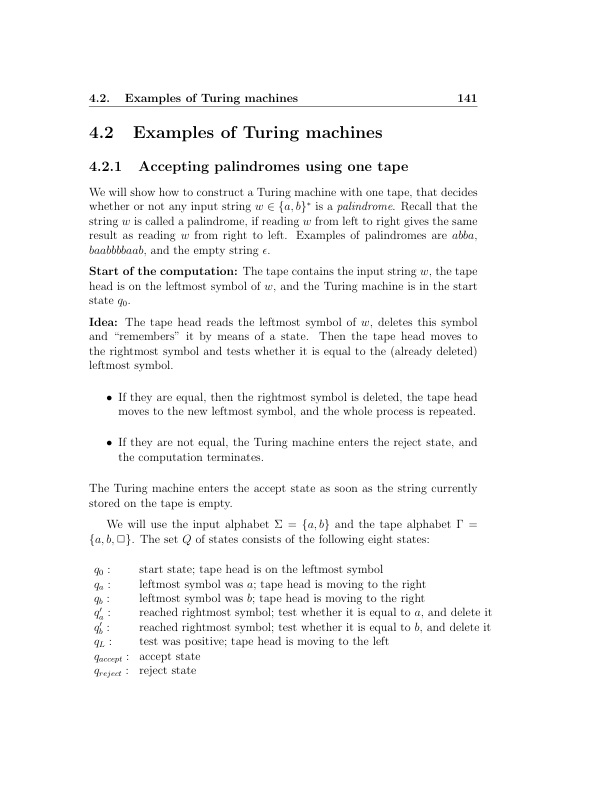 4.2. Examples of Turing machines 141
4.2 Examples of Turing machines
4.2.1 Accepting palindromes using one tape
We will show how to construct a Turing machine with one tape, that decides
whether or not any input string w ∈ {a, b}* is a palindrome. Recall that the
string w is called a palindrome, if reading w from left to right gives the same
result as reading w from right to left. Examples of palindromes are abba,
baabbbbaab, and the empty string ϵ.
Start of the computation: The tape contains the input string w, the tape
head is on the leftmost symbol of w, and the Turing machine is in the start
state q₀.
Idea: The tape head reads the leftmost symbol of w, deletes this symbol
and “remembers” it by means of a state. Then the tape head moves to
the rightmost symbol and tests whether it is equal to the (already deleted)
leftmost symbol.
• If they are equal, then the rightmost symbol is deleted, the tape head
moves to the new leftmost symbol, and the whole process is repeated.
• If they are not equal, the Turing machine enters the reject state, and
the computation terminates.
The Turing machine enters the accept state as soon as the string currently
stored on the tape is empty.
We will use the input alphabet Σ = {a, b} and the tape alphabet Γ =
{a, b, □}. The set Q of states consists of the following eight states:
q₀ : start state; tape head is on the leftmost symbol
q_a : leftmost symbol was a; tape head is moving to the right
q_b : leftmost symbol was b; tape head is moving to the right
q′_a : reached rightmost symbol; test whether it is equal to a, and delete it
q′_b : reached rightmost symbol; test whether it is equal to b, and delete it
q_L : test was positive; tape head is moving to the left
q_accept : accept state
q_reject : reject state